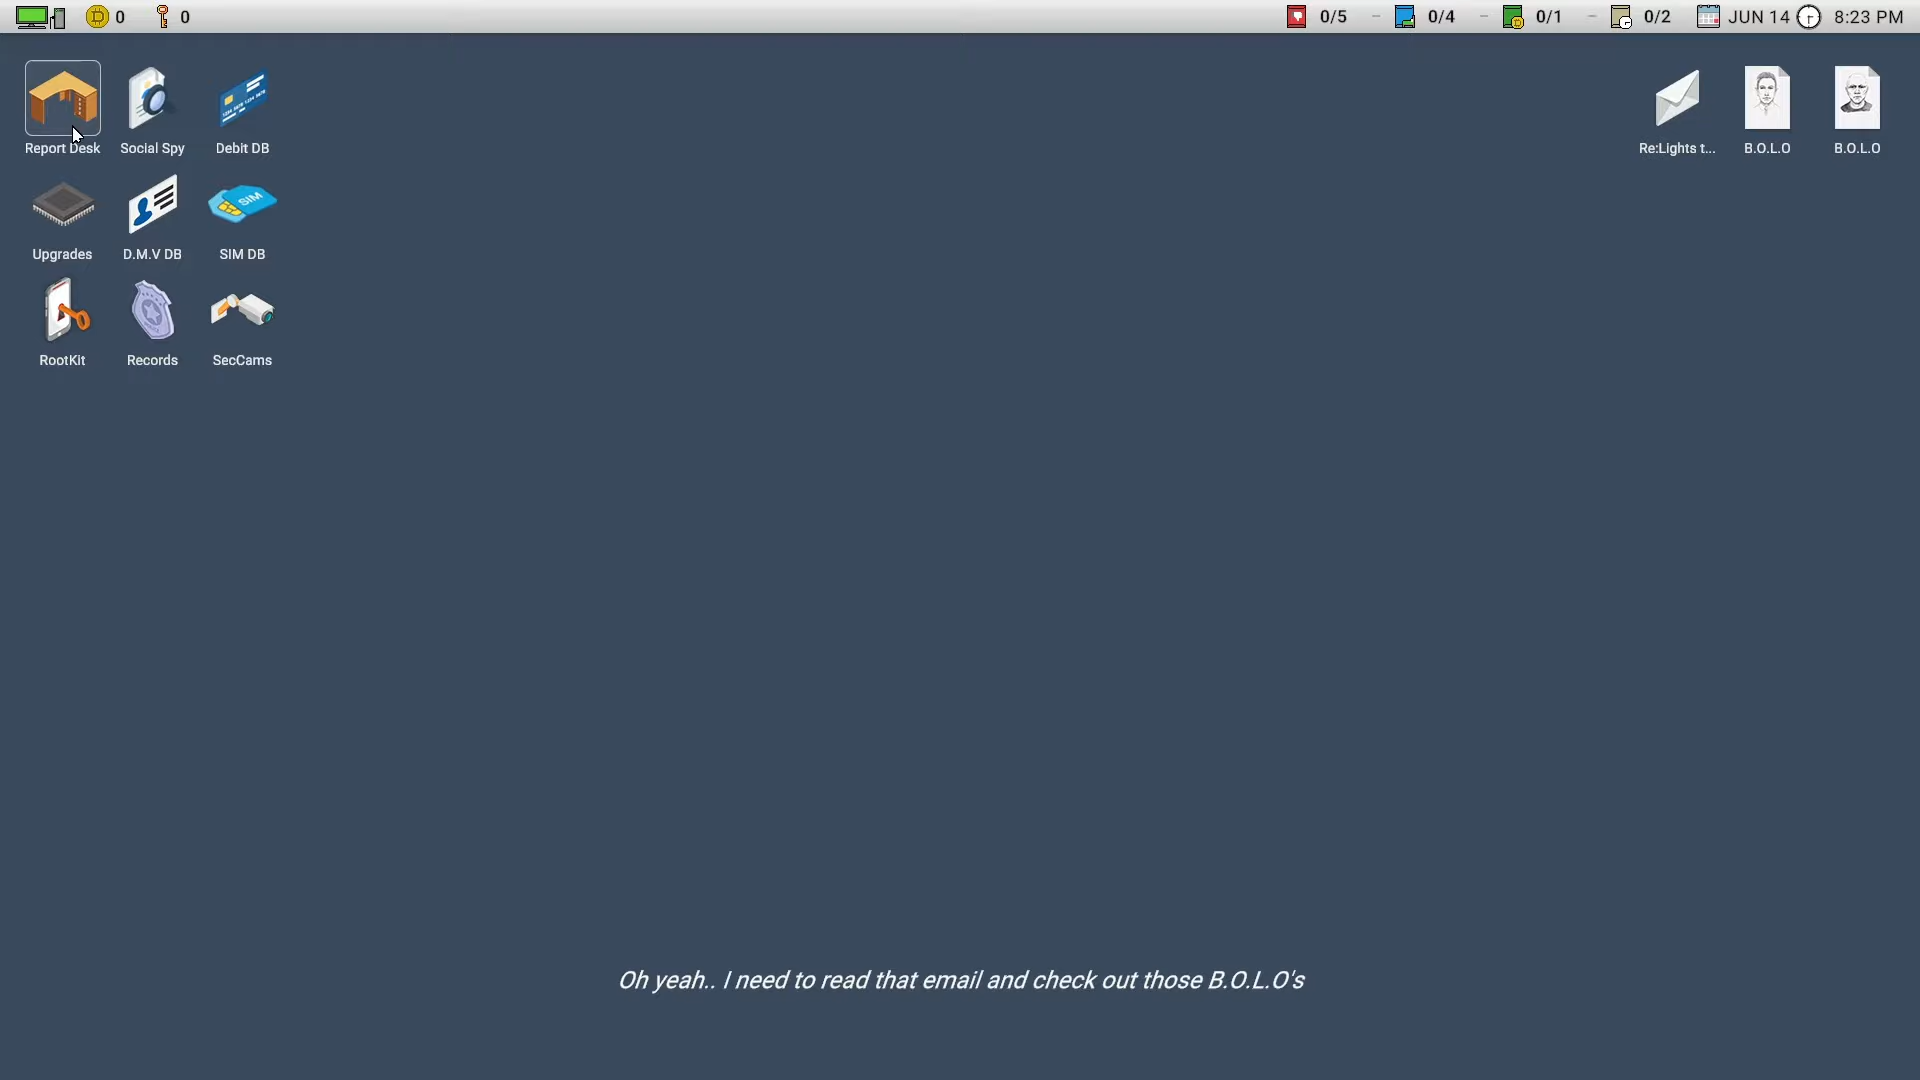 0 0 0/5 - 0/4 - 0/1 - 0/2 JUN 14 8:23 PM
Report Desk Social Spy Debit DB Re:Lights t... B.O.L.O B.O.L.O
Upgrades D.M.V DB SIM DB
RootKit Records SecCams
SIM
Oh yeah.. I need to read that email and check out those B.O.L.O's